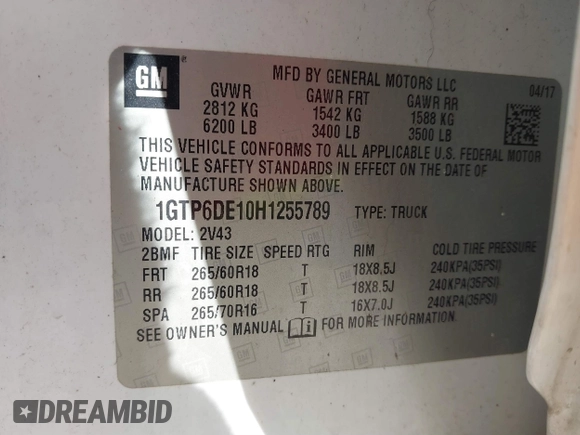 GM
MFD BY GENERAL MOTORS LLC
04/17
GVWR GAWR FRT GAWR RR
2812 KG 1542 KG 1588 KG
6200 LB 3400 LB 3500 LB
THIS VEHICLE CONFORMS TO ALL APPLICABLE U.S. FEDERAL MOTOR
VEHICLE SAFETY STANDARDS IN EFFECT ON THE DATE OF
MANUFACTURE SHOWN ABOVE.
1GTP6DE10H1255789 TYPE: TRUCK
MODEL: 2V43
2BMF TIRE SIZE SPEED RTG RIM COLD TIRE PRESSURE
FRT 265/60R18 T 18X8.5J 240KPA(35PSI)
RR 265/60R18 T 18X8.5J 240KPA(35PSI)
SPA 265/70R16 T 16X7.0J 240KPA(35PSI)
SEE OWNER'S MANUAL FOR MORE INFORMATION.
DREAMBID